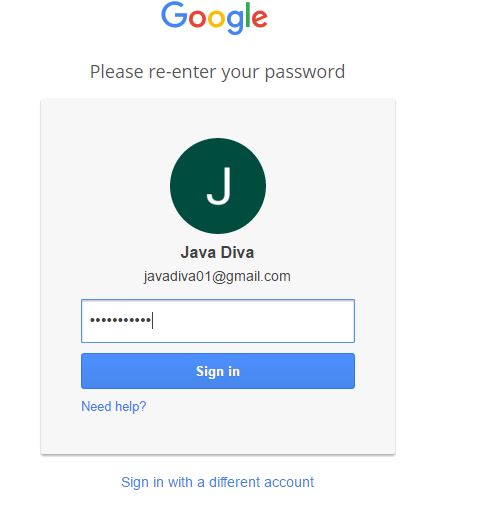 Google
Please re-enter your password
J
Java Diva
javadiva01@gmail.com
•••••••••••
Sign in
Need help?
Sign in with a different account